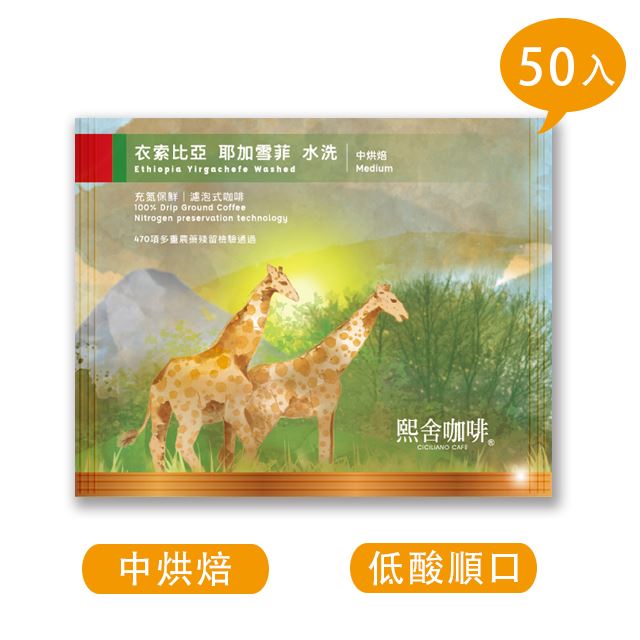 50入
衣索比亞 耶加雪菲 水洗
Ethiopia Yirgachefe Washed
中烘焙
Medium
充氮保鮮｜濾泡式咖啡
100% Drip Ground Coffee
Nitrogen preservation technology
470項多重農藥殘留檢驗通過
熙舍咖啡®
CICILIANO CAFE
中烘焙
低酸順口